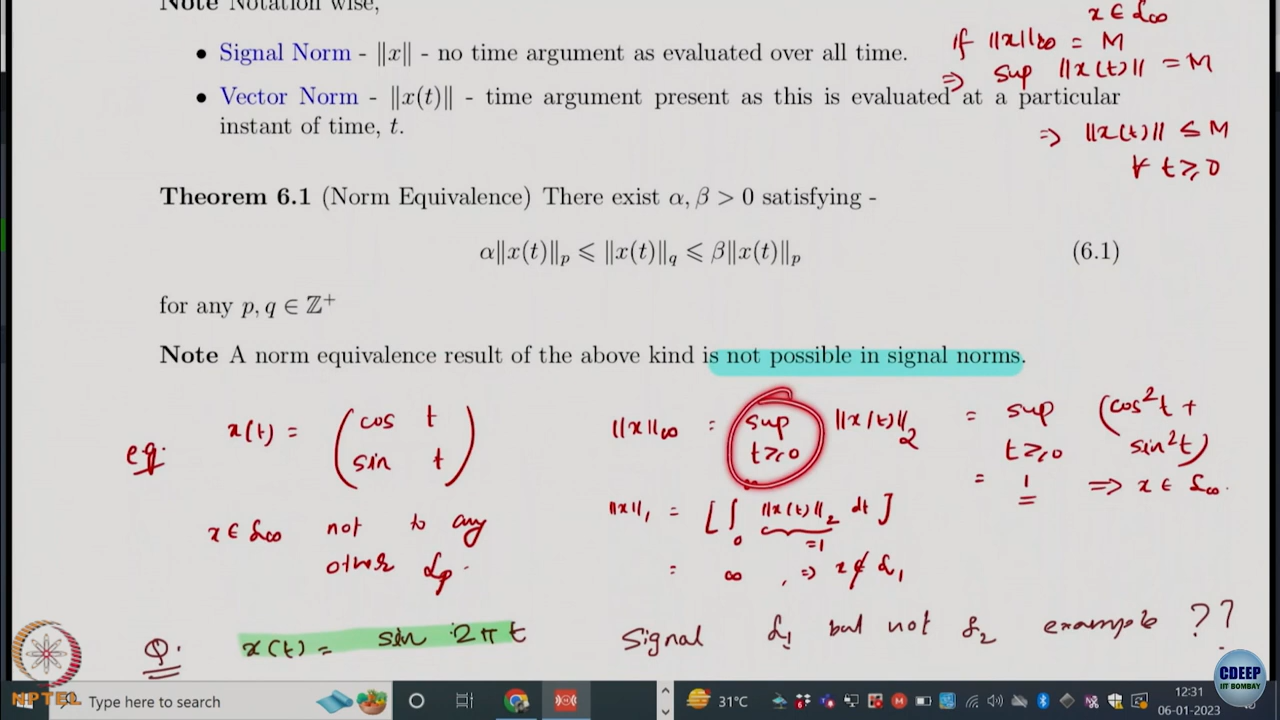 Note Notation wise,
x ∈ L∞
• Signal Norm - ‖x‖ - no time argument as evaluated over all time.
if ‖x‖∞ = M
⇒ sup ‖x(t)‖ = M
• Vector Norm - ‖x(t)‖ - time argument present as this is evaluated at a particular
instant of time, t.
⇒ ‖x(t)‖ ≤ M
∀ t ≥ 0
Theorem 6.1 (Norm Equivalence) There exist α, β > 0 satisfying -
α‖x(t)‖p ⩽ ‖x(t)‖q ⩽ β‖x(t)‖p (6.1)
for any p, q ∈ ℤ+
Note A norm equivalence result of the above kind is not possible in signal norms.
eg: x(t) = (cos t
sin t)
‖x‖∞ = sup t≥0 ‖x(t)‖2 = sup t≥0 (cos²t + sin²t)
= 1 ⇒ x ∈ L∞.
‖x‖1 = [∫0 ‖x(t)‖2 dt]
=1
= ∞, ⇒ x ∉ L1
x ∈ L∞ not to any
other Lp.
Q. x(t) = sin 2π t
Signal L1 but not L2 example ??
NPTEL
CDEEP
IIT BOMBAY
Type here to search
31°C
12:31
06-01-2023